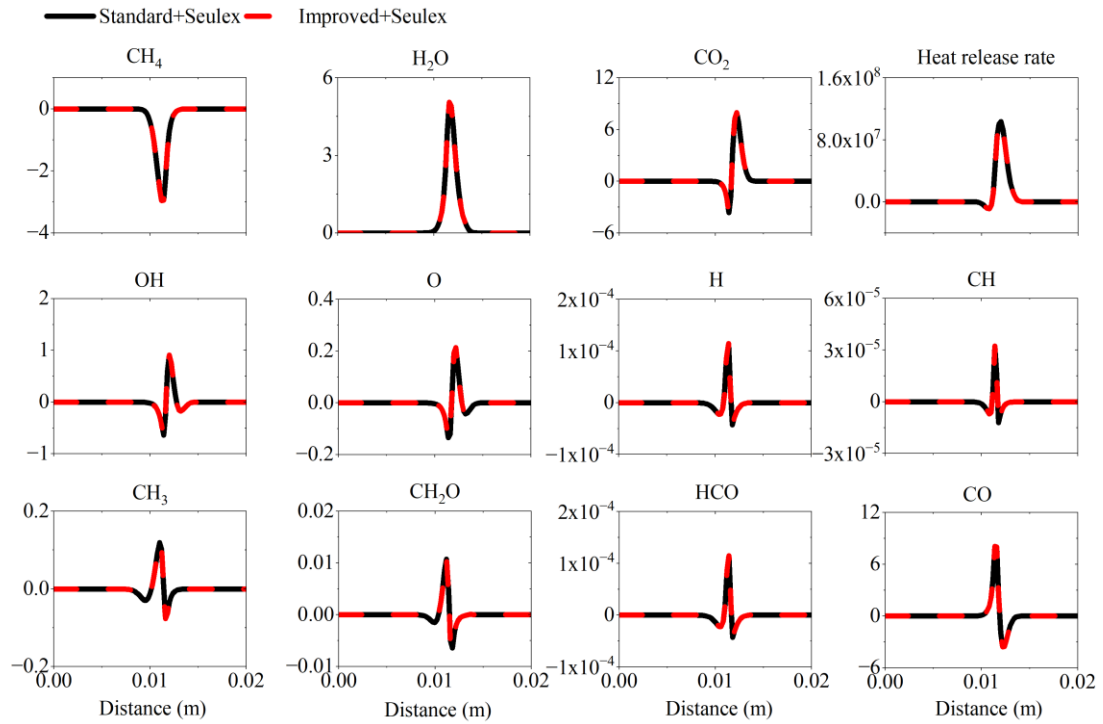 Standard+Seulex Improved+Seulex
CH₄ H₂O CO₂ Heat release rate
0 −2 −4
6 3 0
12 6 0 −6
1.6x10⁸ 8.0x10⁷ 0.0
OH O H CH
2 1 0 −1
0.4 0.2 0.0 −0.2
2x10⁻⁴ 1x10⁻⁴ 0 −1x10⁻⁴
6x10⁻⁵ 3x10⁻⁵ 0 −3x10⁻⁵
CH₃ CH₂O HCO CO
0.2 0.0 −0.2
0.02 0.01 0.00 −0.01
2x10⁻⁴ 1x10⁻⁴ 0 −1x10⁻⁴
12 6 0 −6
0.00 0.01 0.02 0.00 0.01 0.02 0.00 0.01 0.02 0.00 0.01 0.02
Distance (m) Distance (m) Distance (m) Distance (m)